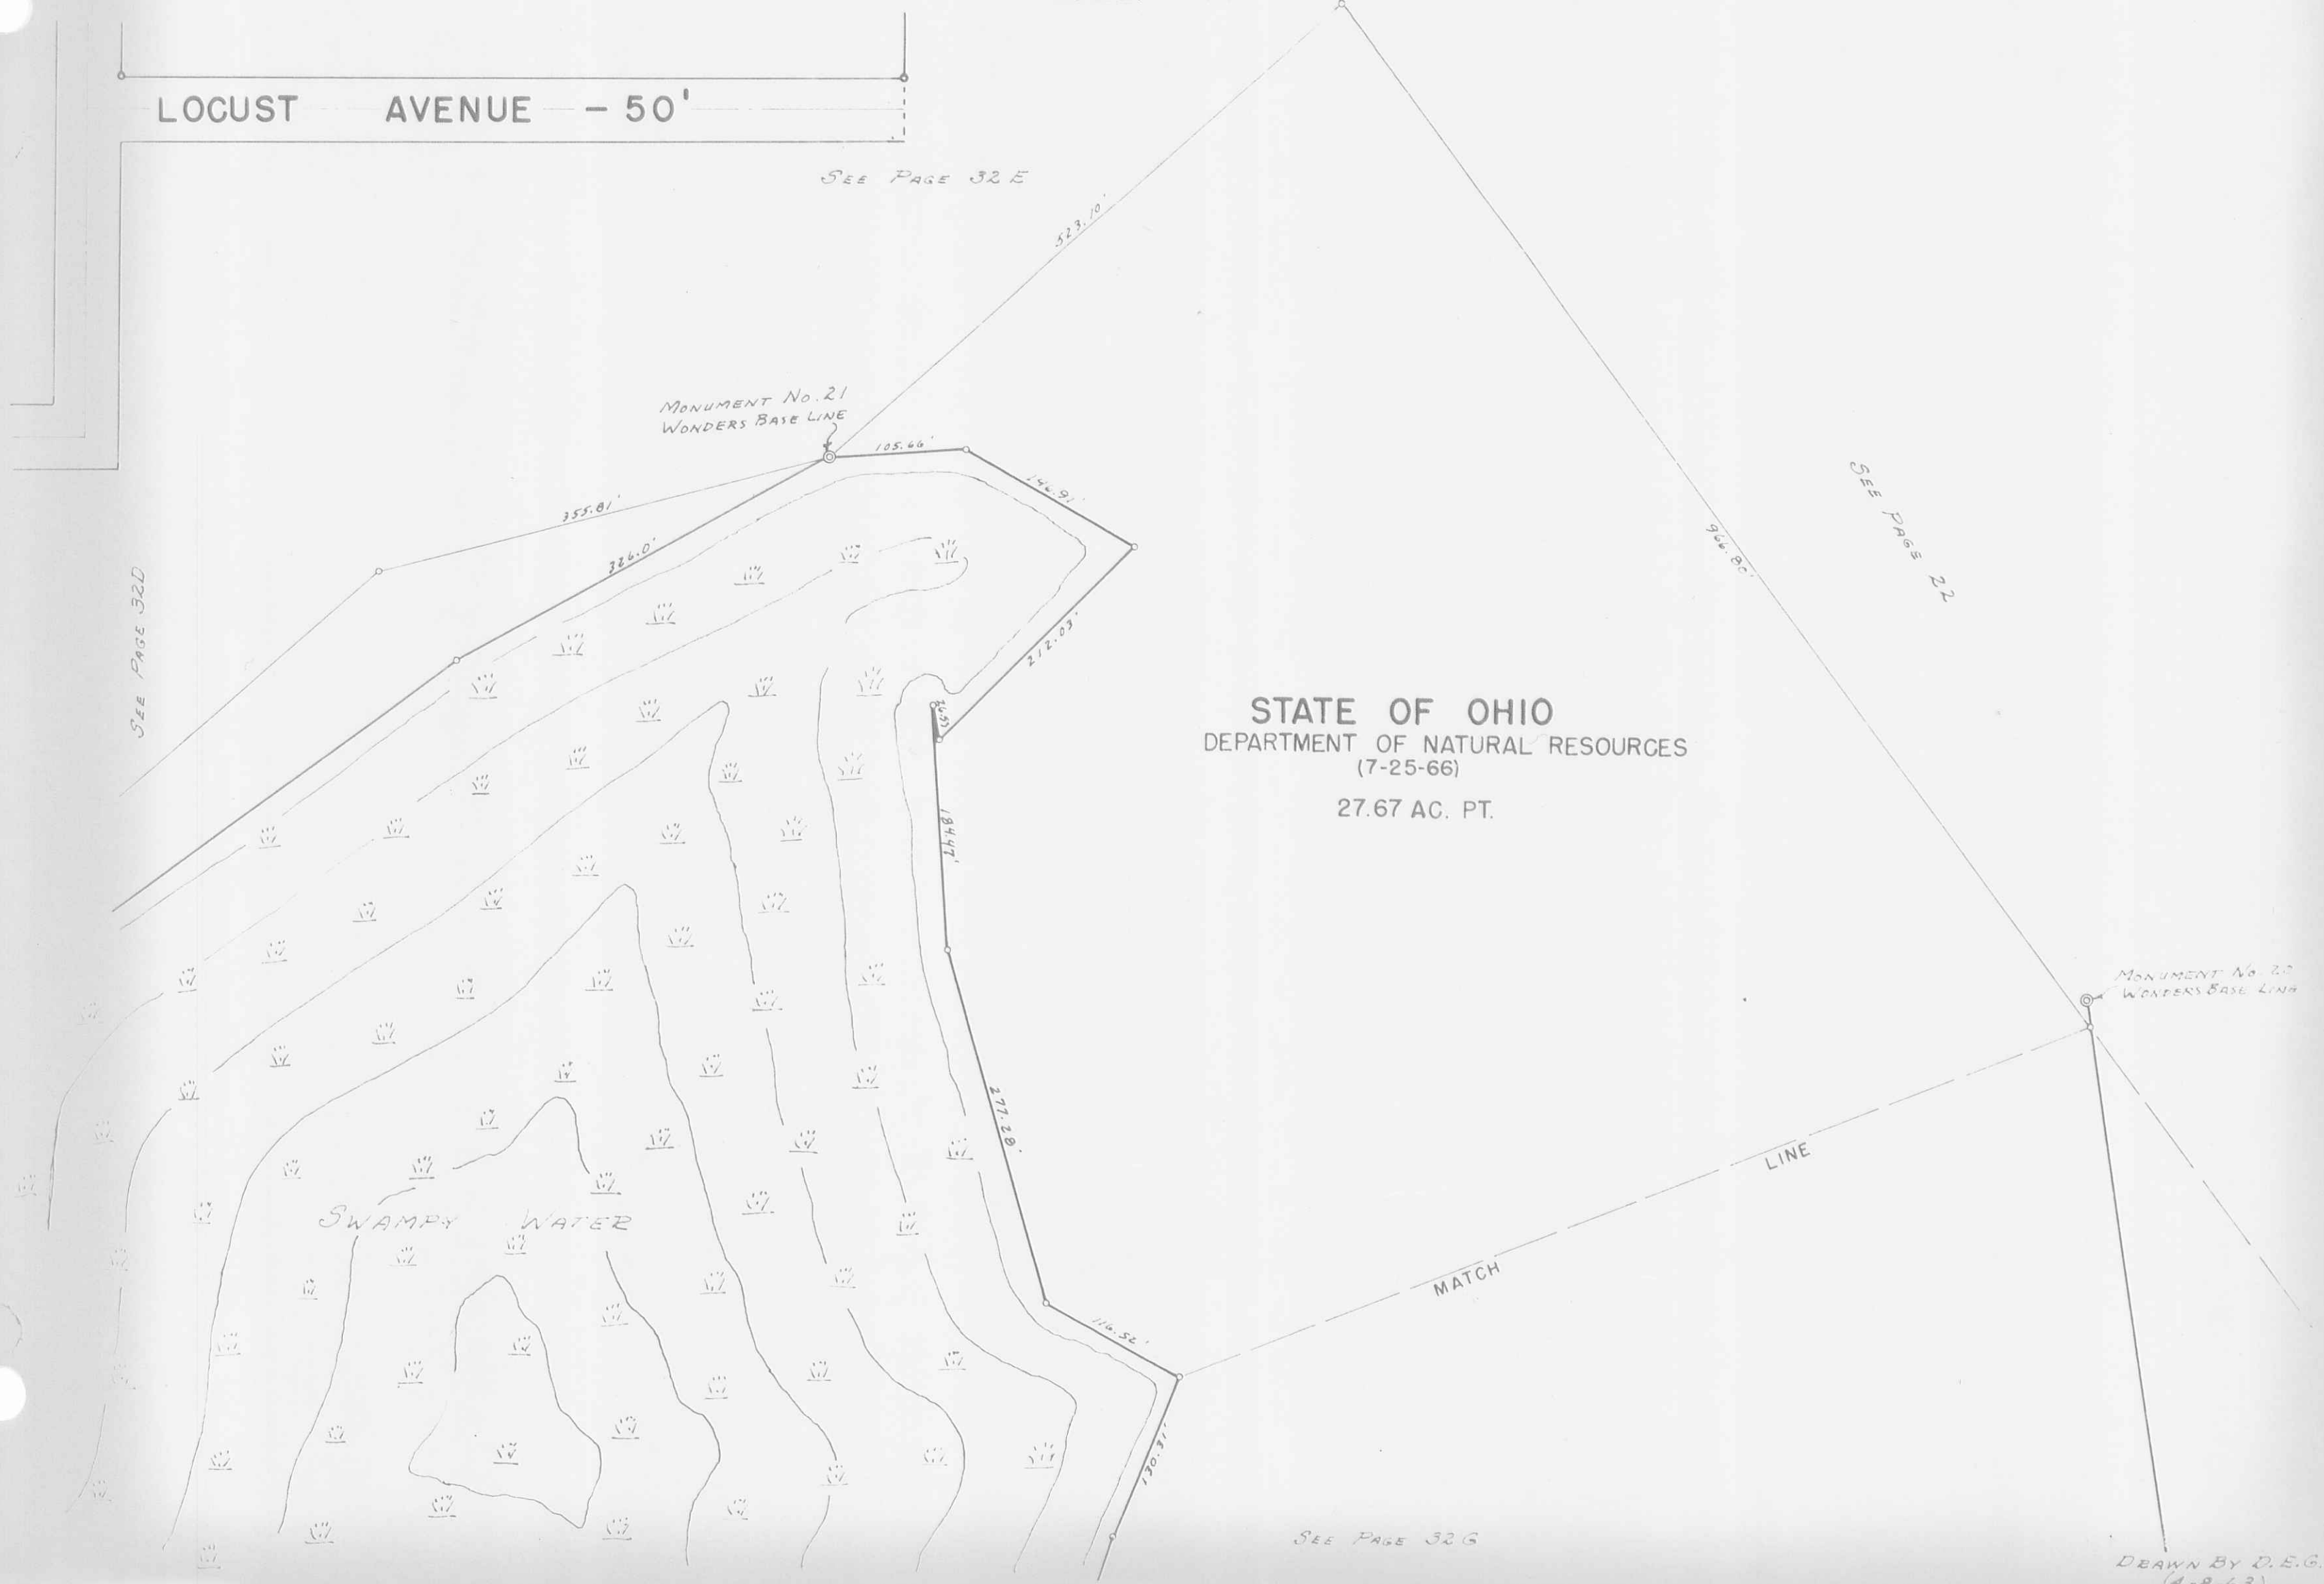 LOCUST AVENUE - 50'
SEE PAGE 32 E
523.10'
MONUMENT No. 21
WONDERS BASE LINE
105.66'
146.91'
355.81'
326.0'
SEE PAGE 32D
212.03'
184.47'
STATE OF OHIO
DEPARTMENT OF NATURAL RESOURCES
(7-25-66)
27.67 AC. PT.
966.80'
SEE PAGE 22
MONUMENT No. 20
WONDERS BASE LINE
277.28'
MATCH LINE
SWAMPY WATER
116.52'
130.31'
SEE PAGE 32 G
DRAWN BY D.E.G.